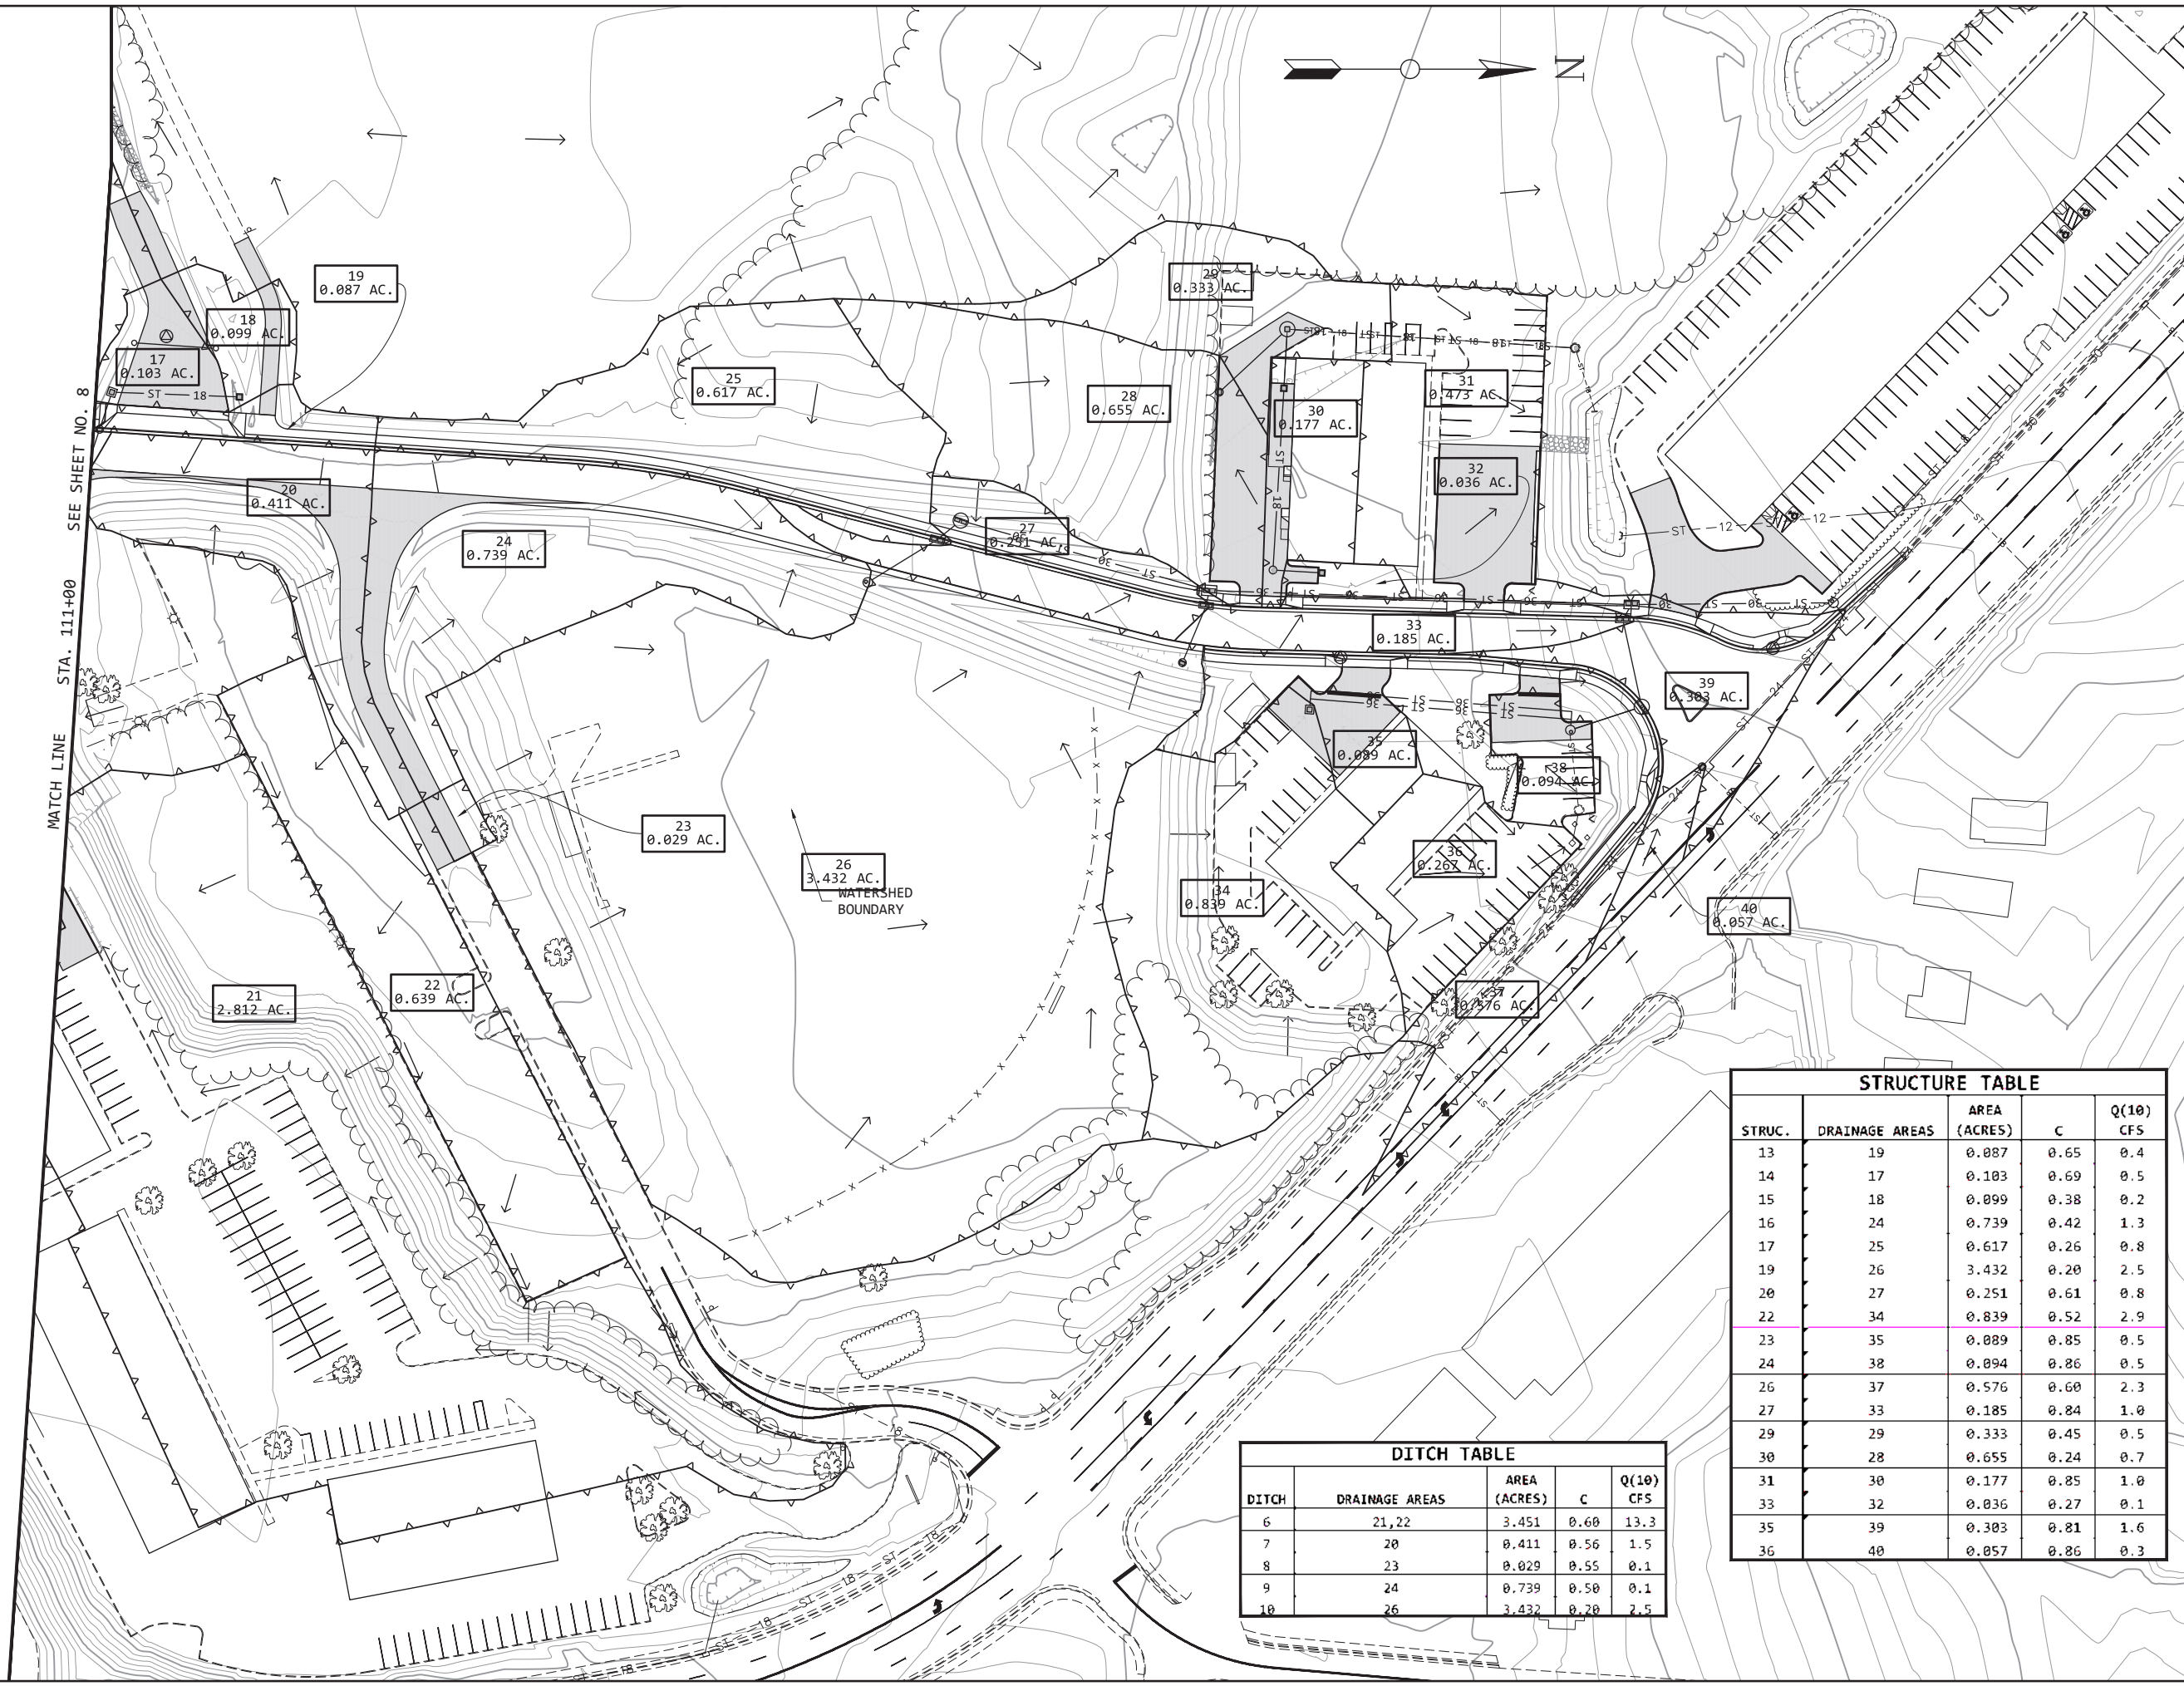 N
19
0.087 AC.
18
0.099 AC.
17
0.103 AC.
ST 18
29
0.333 AC.
25
0.617 AC.
28
0.655 AC.
30
0.177 AC.
31
0.473 AC.
32
0.036 AC.
20
0.411 AC.
24
0.739 AC.
27
0.251 AC.
33
0.185 AC.
39
0.303 AC.
35
0.089 AC.
38
0.094 AC.
23
0.029 AC.
26
3.432 AC.
WATERSHED
BOUNDARY
36
0.267 AC.
34
0.839 AC.
40
0.057 AC.
37
0.576 AC.
21
2.812 AC.
22
0.639 AC.
MATCH LINE STA. 111+00 SEE SHEET NO. 8
STRUCTURE TABLE
STRUC. DRAINAGE AREAS AREA (ACRES) C Q(10) CFS
13 19 0.087 0.65 0.4
14 17 0.103 0.69 0.5
15 18 0.099 0.38 0.2
16 24 0.739 0.42 1.3
17 25 0.617 0.26 0.8
19 26 3.432 0.20 2.5
20 27 0.251 0.61 0.8
22 34 0.839 0.52 2.9
23 35 0.089 0.85 0.5
24 38 0.094 0.86 0.5
26 37 0.576 0.60 2.3
27 33 0.185 0.84 1.0
29 29 0.333 0.45 0.5
30 28 0.655 0.24 0.7
31 30 0.177 0.85 1.0
33 32 0.036 0.27 0.1
35 39 0.303 0.81 1.6
36 40 0.057 0.86 0.3
DITCH TABLE
DITCH DRAINAGE AREAS AREA (ACRES) C Q(10) CFS
6 21,22 3.451 0.60 13.3
7 20 0.411 0.56 1.5
8 23 0.029 0.55 0.1
9 24 0.739 0.50 0.1
10 26 3.432 0.20 2.5